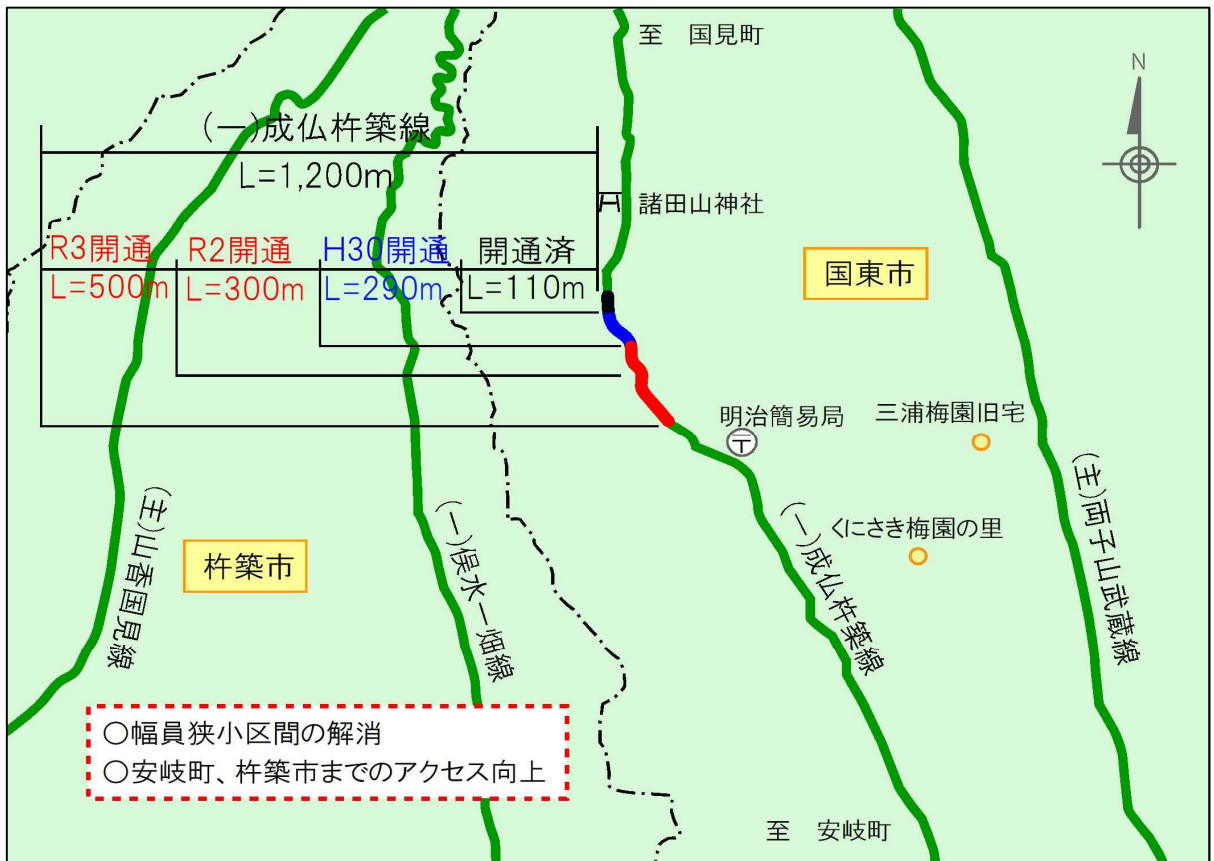 至　国見町
N
(一)成仏杵築線
L=1,200m
諸田山神社
R3開通
R2開通
H30開通
開通済
L=500m
L=300m
L=290m
L=110m
国東市
明治簡易局
三浦梅園旧宅
〒
くにさき梅園の里
(主)山香国見線
(一)俣水一畑線
(一)成仏杵築線
(主)両子山武蔵線
杵築市
○幅員狭小区間の解消
○安岐町、杵築市までのアクセス向上
至　安岐町